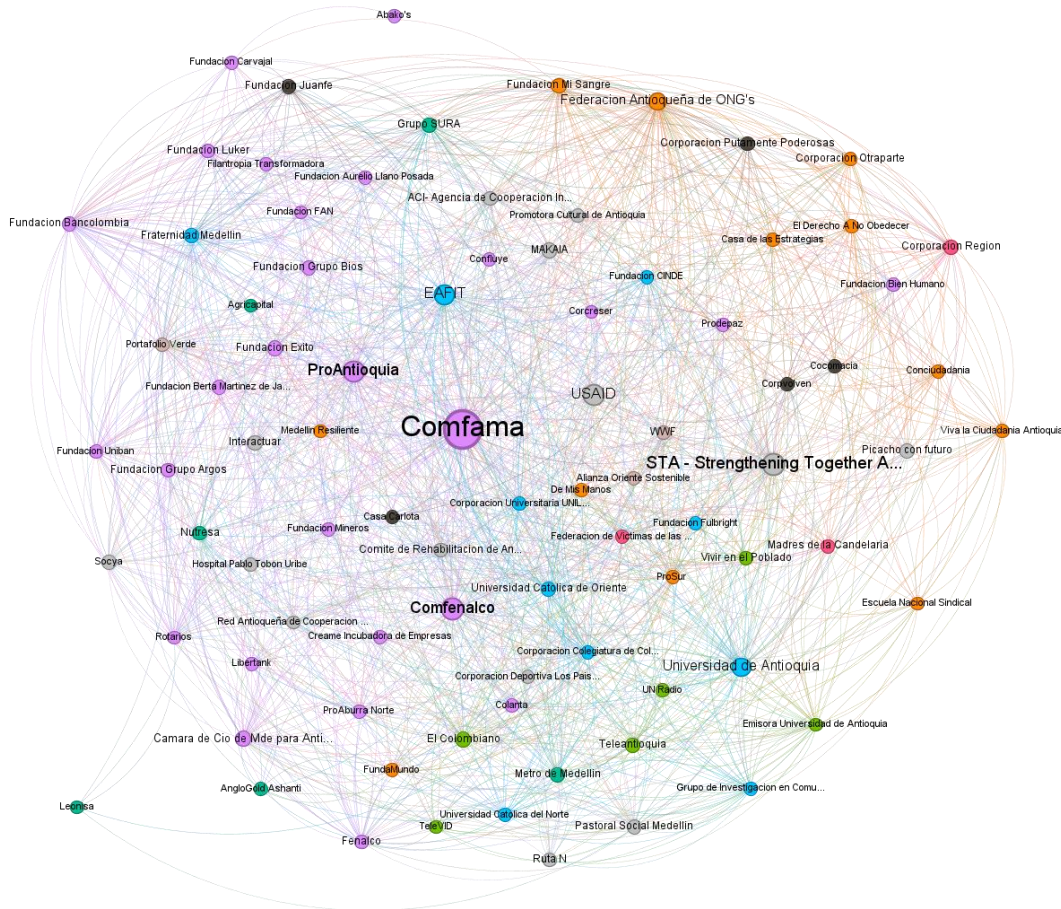 Abako's
Fundacion Carvajal
Fundacion Juanfe
Fundacion Mi Sangre
Federacion Antioqueña de ONG's
Grupo SURA
Corporacion Putamente Poderosas
Fundacion Luker
Filantropia Transformadora
Corporacion Otraparte
Fundacion Aurelio Llano Posada
ACI- Agencia de Cooperacion In...
Fundacion FAN
Promotora Cultural de Antioquia
Fundacion Bancolombia
El Derecho A No Obedecer
Fraternidad Medellin
Casa de las Estrategias
Corporacion Region
MAKAIA
Confluye
Fundacion Grupo Bios
Fundacion CINDE
Fundacion Bien Humano
EAFIT
Agricapital
Corcreser
Prodepaz
Portafolio Verde
Fundacion Exito
ProAntioquia
Cocomacia
Conciudadania
Corpvolven
Fundacion Berta Martinez de Ja...
USAID
Comfama
Medellin Resiliente
WWF
Viva la Ciudadania Antioquia
Interactuar
Fundacion Uniban
Picacho con futuro
STA - Strengthening Together A...
Fundacion Grupo Argos
Alianza Oriente Sostenible
De Mis Manos
Corporacion Universitaria UNIL...
Casa Carlota
Fundacion Fulbright
Fundacion Mineros
Nutresa
Federacion de Victimas de las ...
Madres de la Candelaria
Comite de Rehabilitacion de An...
Vivir en el Poblado
Socya
Hospital Pablo Tobon Uribe
ProSur
Universidad Catolica de Oriente
Escuela Nacional Sindical
Comfenalco
Red Antioqueña de Cooperacion ...
Rotarios
Creame Incubadora de Empresas
Corporacion Colegiatura de Col...
Libertank
Universidad de Antioquia
Corporacion Deportiva Los Pais...
UN Radio
Colanta
ProAburra Norte
Emisora Universidad de Antioquia
Camara de Cio de Mde para Anti...
El Colombiano
Teleantioquia
FundaMundo
Metro de Medellin
AngloGold Ashanti
Grupo de Investigacion en Comu...
Leonisa
Universidad Catolica del Norte
TeleVID
Pastoral Social Medellin
Fenalco
Ruta N